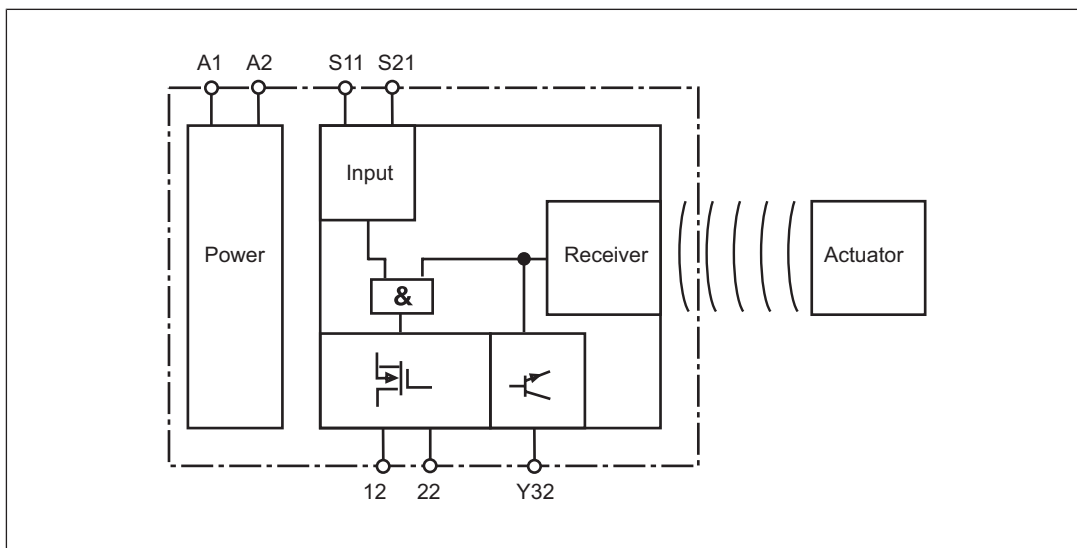 A1 A2 S11 S21
Input
Power
Receiver
Actuator
&
12 22 Y32